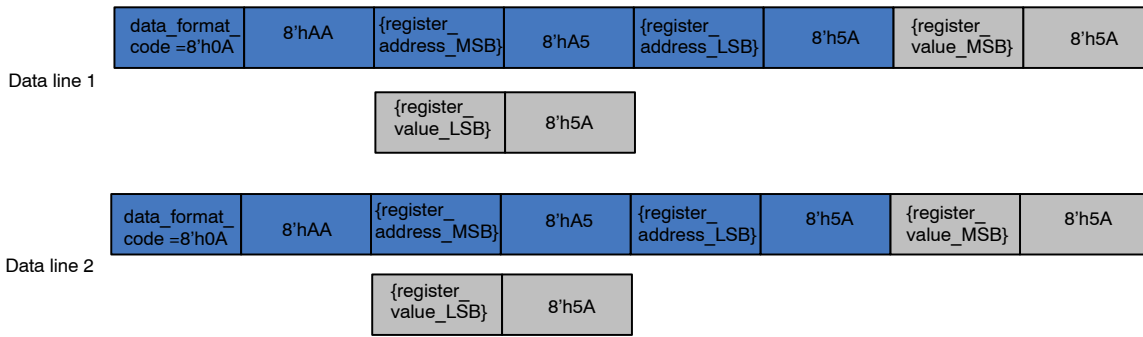 data_format_
code =8’h0A
8’hAA
{register_
address_MSB}
8’hA5
{register_
address_LSB}
8’h5A
{register_
value_MSB}
8’h5A
Data line 1
{register_
value_LSB}
8’h5A
data_format_
code =8’h0A
8’hAA
{register_
address_MSB}
8’hA5
{register_
address_LSB}
8’h5A
{register_
value_MSB}
8’h5A
Data line 2
{register_
value_LSB}
8’h5A